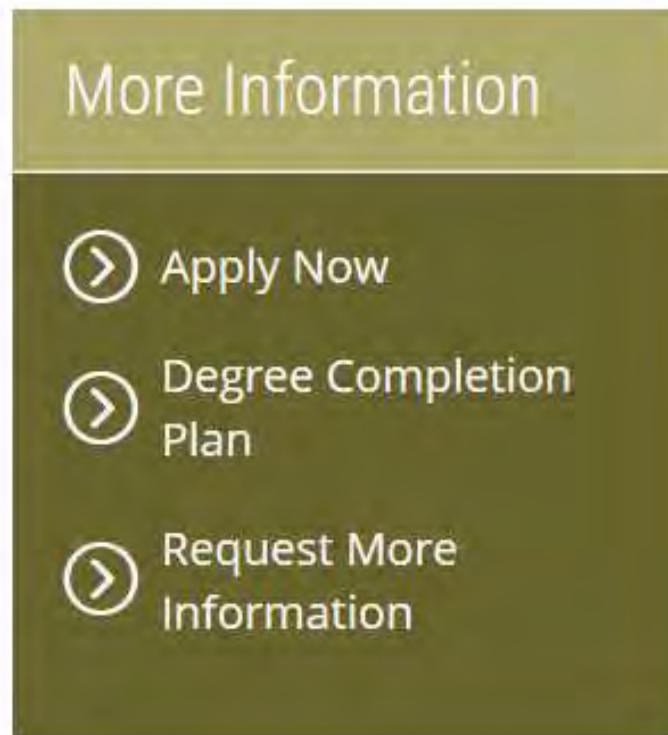 More Information
Apply Now
Degree Completion
Plan
Request More
Information